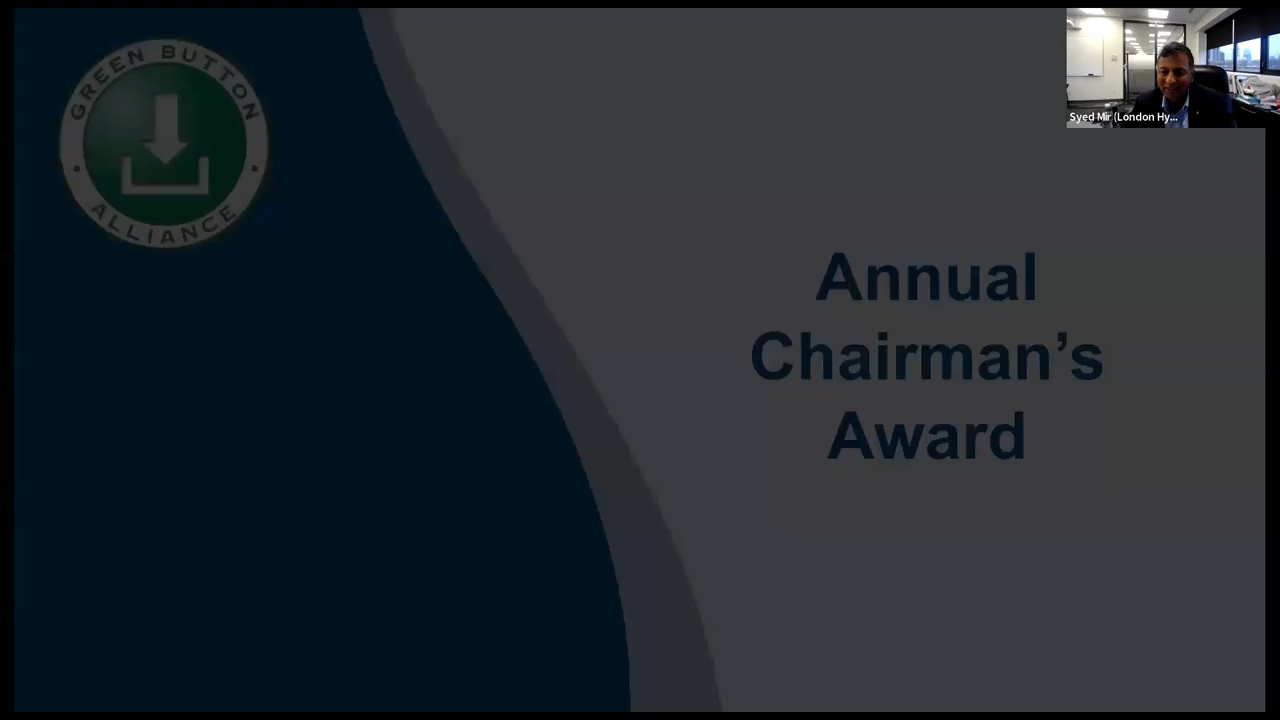 GREEN BUTTON
ALLIANCE
Syed Mir (London Hy...
Annual
Chairman’s
Award